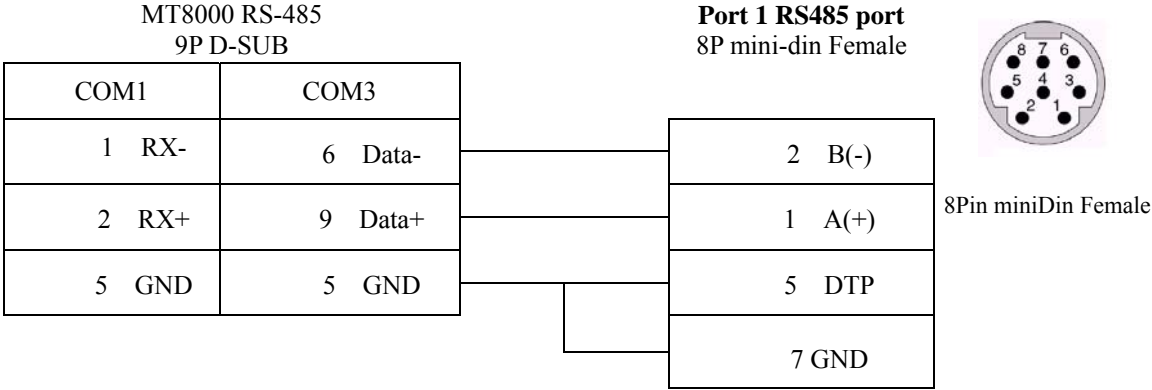 MT8000 RS-485
9P D-SUB
Port 1 RS485 port
8P mini-din Female
COM1 COM3
1 RX- 6 Data- 2 B(-)
2 RX+ 9 Data+ 1 A(+)
5 GND 5 GND 5 DTP
7 GND
8 7 6
5 4 3
2 1
8Pin miniDin Female